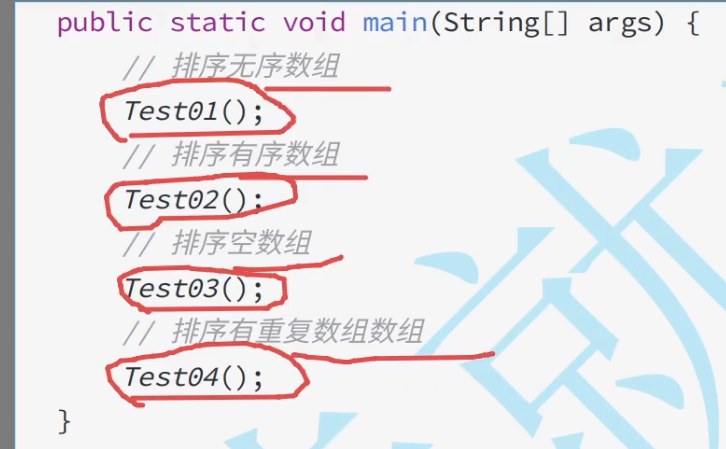 public static void main(String[] args) {
// 排序无序数组
Test01();
// 排序有序数组
Test02();
// 排序空数组
Test03();
// 排序有重复数组数组
Test04();
}